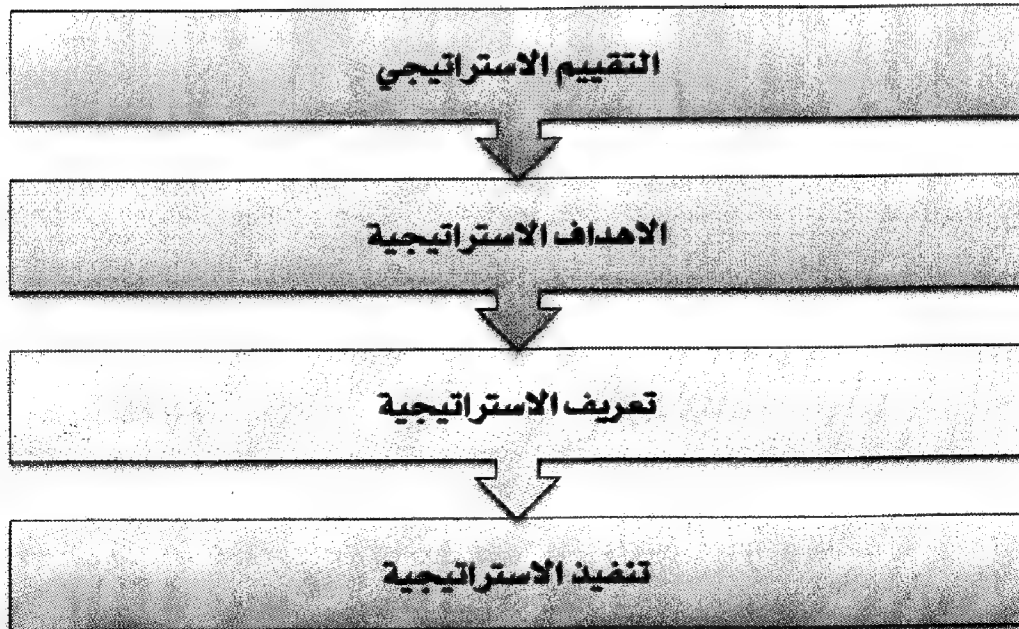 التقييم الاستراتيجي
الاهداف الاستراتيجية
تعريف الاستراتيجية
تنفيذ الاستراتيجية